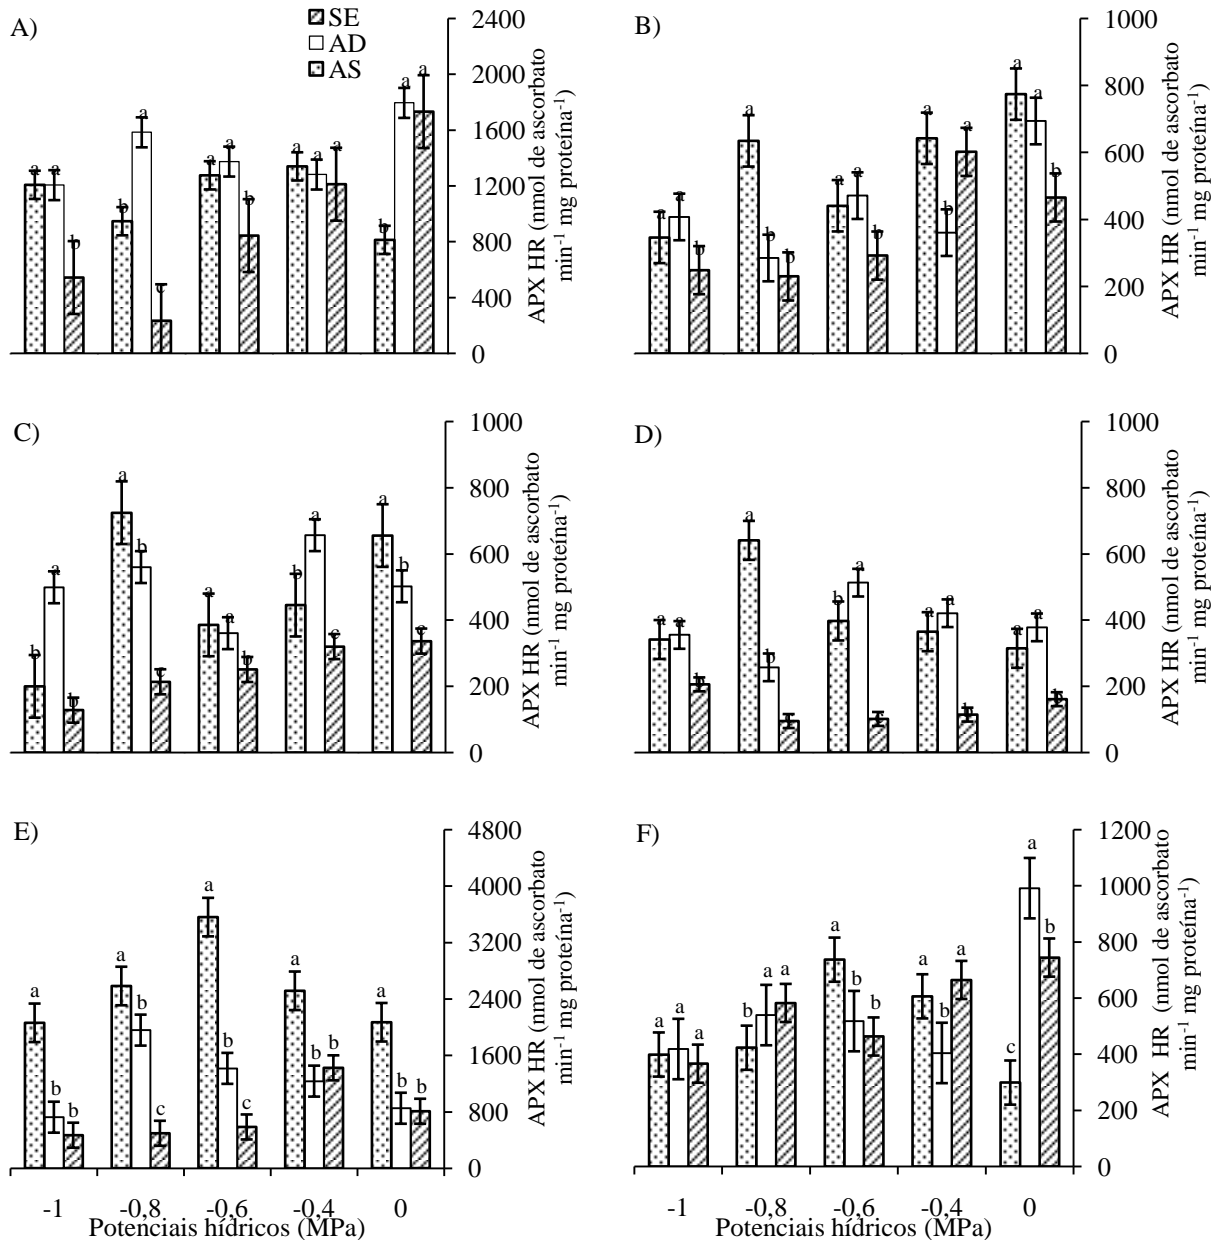 A)
SE
AD
AS
a a b
b a c
a a b
a a a
b a a
2400
2000
1600
1200
800
400
0
APX HR (nmol de ascorbato
min⁻¹ mg proteína⁻¹)
B)
a a b
a b b
a a b
a b a
a a b
1000
800
600
400
200
0
APX HR (nmol de ascorbato
min⁻¹ mg proteína⁻¹)
C)
b a b
a b c
a b b
b a c
a b c
1000
800
600
400
200
0
APX HR (nmol de ascorbato
min⁻¹ mg proteína⁻¹)
D)
a a b
a b c
b a c
a a b
a a b
1000
800
600
400
200
0
APX HR (nmol de ascorbato
min⁻¹ mg proteína⁻¹)
E)
a b b
a b c
a b c
a b b
a b b
4800
4000
3200
2400
1600
800
0
APX HR (nmol de ascorbato
min⁻¹ mg proteína⁻¹)
-1 -0,8 -0,6 -0,4 0
Potenciais hídricos (MPa)
F)
a a a
b a a
a b b
a b a
c a b
1200
1000
800
600
400
200
0
APX HR (nmol de ascorbato
min⁻¹ mg proteína⁻¹)
-1 -0,8 -0,6 -0,4 0
Potenciais hídricos (MPa)